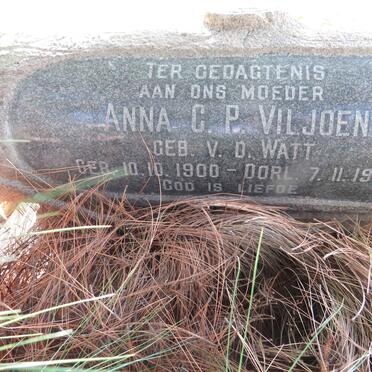 TER GEDAGTENIS
AAN ONS MOEDER
ANNA C. P. VILJOEN
GEB. V. D. WATT
GEB. 10.10.1900 - OORL. 7.11.19
GOD IS LIEFDE